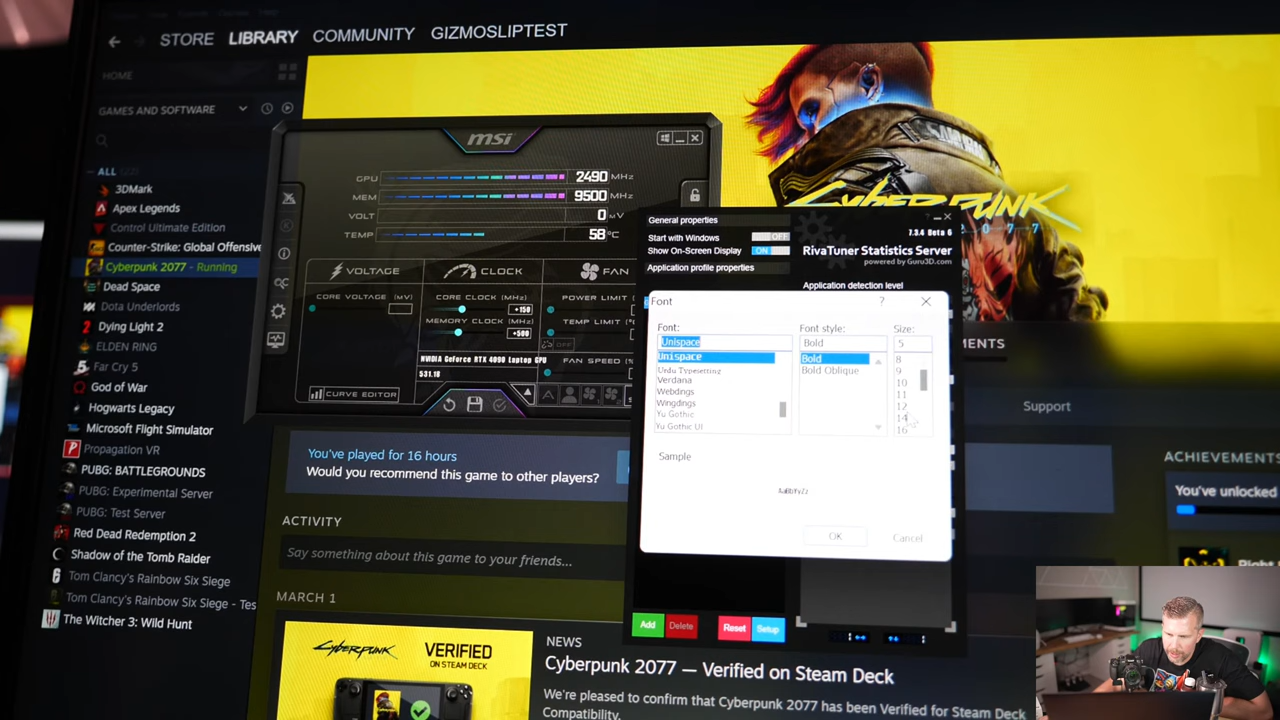 STORE LIBRARY COMMUNITY GIZMOSLIPTEST
HOME
GAMES AND SOFTWARE
ALL
3DMark
Apex Legends
Control Ultimate Edition
Counter-Strike: Global Offensive
Cyberpunk 2077 - Running
Dead Space
Dota Underlords
Dying Light 2
ELDEN RING
Far Cry 5
God of War
Hogwarts Legacy
Microsoft Flight Simulator
Propagation VR
PUBG: BATTLEGROUNDS
PUBG: Experimental Server
PUBG: Test Server
Red Dead Redemption 2
Shadow of the Tomb Raider
Tom Clancy's Rainbow Six Siege
Tom Clancy's Rainbow Six Siege - Tes
The Witcher 3: Wild Hunt
msi
GPU 2490 MHz
MEM 9500 MHz
VOLT 0 mV
TEMP 58 °C
VOLTAGE CLOCK FAN
CORE VOLTAGE (MV)
CORE CLOCK (MHz) +150
MEMORY CLOCK (MHz) +500
POWER LIMIT
TEMP LIMIT (
FAN SPEED
NVIDIA GeForce RTX 4090 Laptop GPU
531.18
CURVE EDITOR
CYBERPUNK
2077
SAMURAI
General properties
Start with Windows OFF
Show On-Screen Display ON
Application profile properties
7.3.4 Beta 6
RivaTuner Statistics Server
powered by Guru3D.com
Application detection level
Font
?
Font:
Unispace
Unispace
Urdu Typesetting
Verdana
Webdings
Wingdings
Yu Gothic
Yu Gothic UI
Font style:
Bold
Bold
Bold Oblique
Size:
5
8
9
10
11
12
14
16
Sample
AaBbYyZz
OK Cancel
Add Delete Reset Setup
MENTS
Support
ACHIEVEMENTS
You've unlocked
You've played for 16 hours
Would you recommend this game to other players?
ACTIVITY
Say something about this game to your friends...
MARCH 1
CYBERPUNK
VERIFIED
ON STEAM DECK
NEWS
Cyberpunk 2077 — Verified on Steam Deck
We're pleased to confirm that Cyberpunk 2077 has been Verified for Steam Deck
Compatibility.